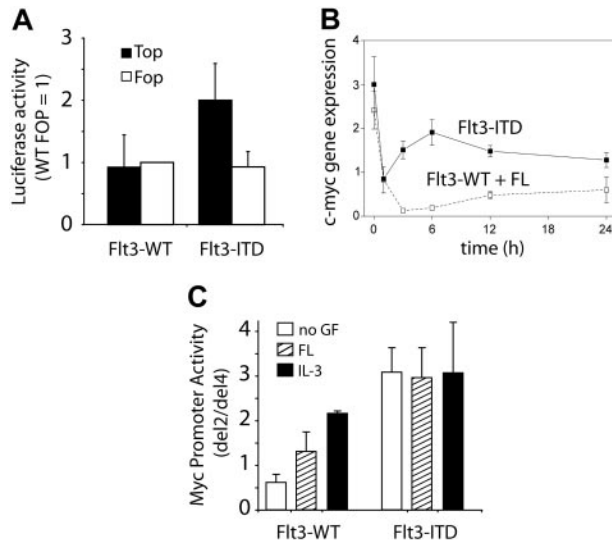 A
Luciferase activity
(WT FOP = 1)
3
2
1
0
Top
Fop
Flt3-WT
Flt3-ITD
B
c-myc gene expression
4
3
2
1
0
Flt3-ITD
Flt3-WT + FL
0
6
12
18
24
time (h)
C
Myc Promoter Activity
(del2/del4)
4
3
2
1
0
no GF
FL
IL-3
Flt3-WT
Flt3-ITD